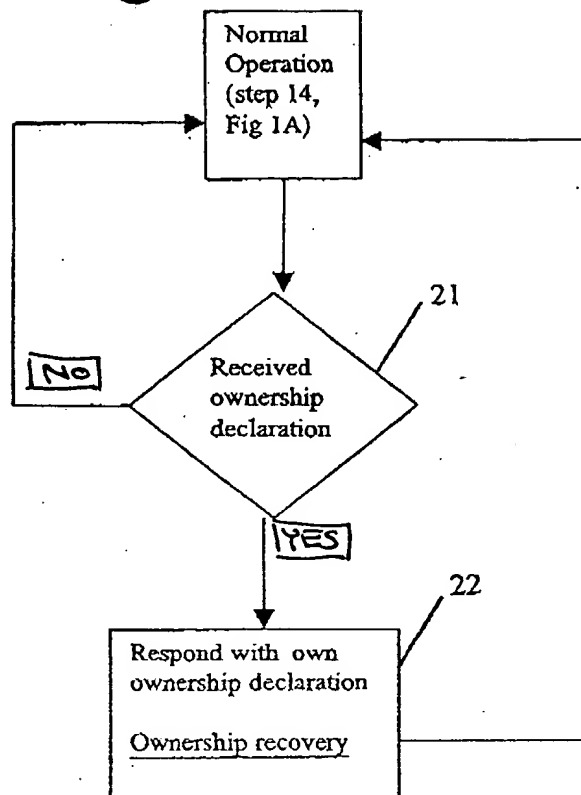 Normal
Operation
(step 14,
Fig 1A)
21
Received
ownership
declaration
NO
YES
22
Respond with own
ownership declaration
Ownership recovery